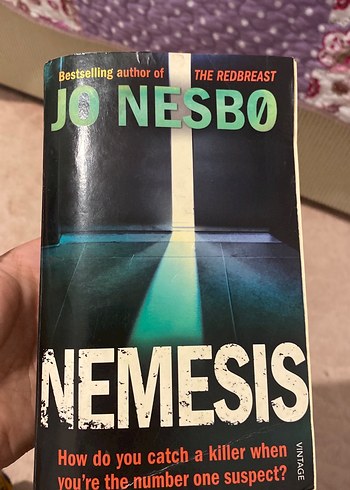 Bestselling author of THE REDBREAST
JO NESBØ
NEMESIS
How do you catch a killer when
you're the number one suspect?
VINTAGE